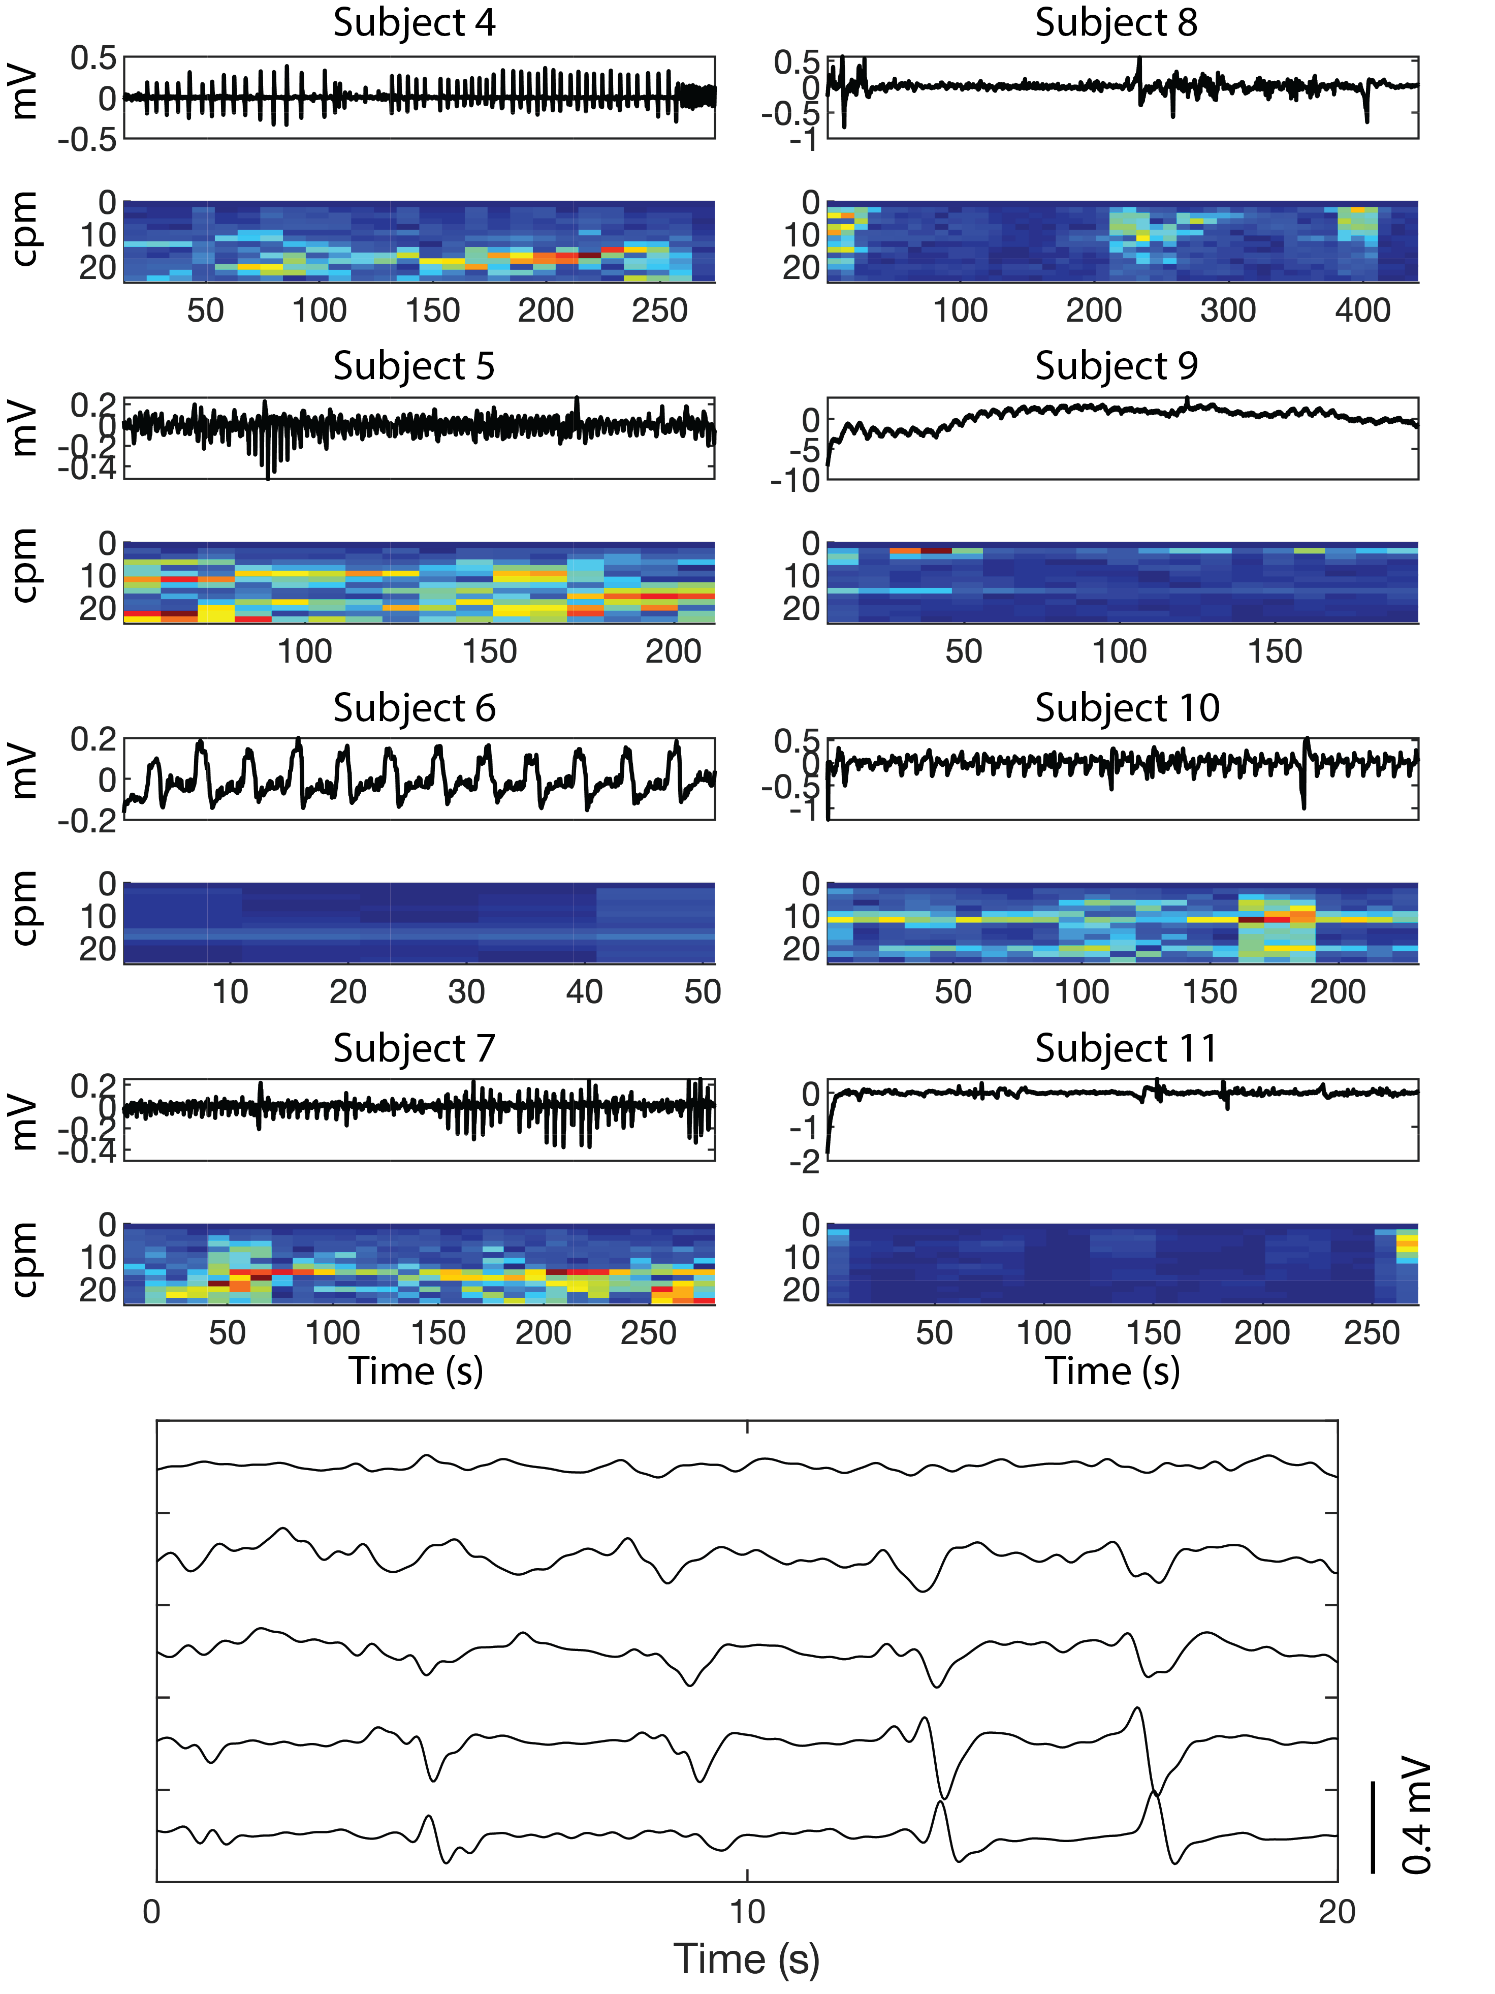 Subject 4
mV
0.5
0
-0.5
cpm
0
10
20
50 100 150 200 250
Subject 8
0.5
0
-0.5
-1
0
10
20
100 200 300 400
Subject 5
mV
0.2
0
-0.2
-0.4
cpm
0
10
20
100 150 200
Subject 9
0
-5
-10
0
10
20
50 100 150
Subject 6
mV
0.2
0
-0.2
cpm
0
10
20
10 20 30 40 50
Subject 10
0.5
0
-0.5
-1
0
10
20
50 100 150 200
Subject 7
mV
0.2
0
-0.2
-0.4
cpm
0
10
20
50 100 150 200 250
Time (s)
Subject 11
0
-1
-2
0
10
20
50 100 150 200 250
Time (s)
0.4 mV
0 10 20
Time (s)